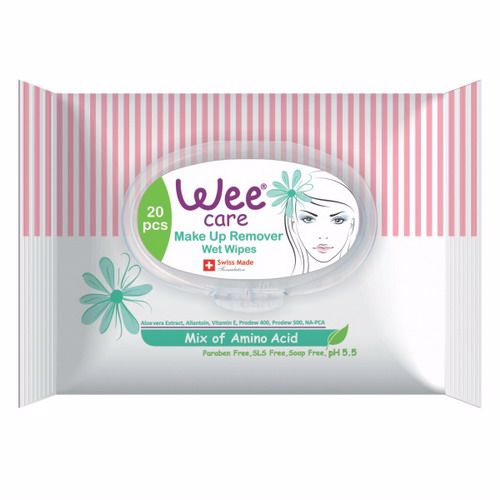 20
pcs
Wee®
care
Make Up Remover
Wet Wipes
Swiss Made
Formulation
Aloe vera Extract, Allantoin, Vitamin E, Prodew 400, Prodew 500, NA-PCA
Mix of Amino Acid
Paraben Free,SLS Free,Soap Free, pH 5.5